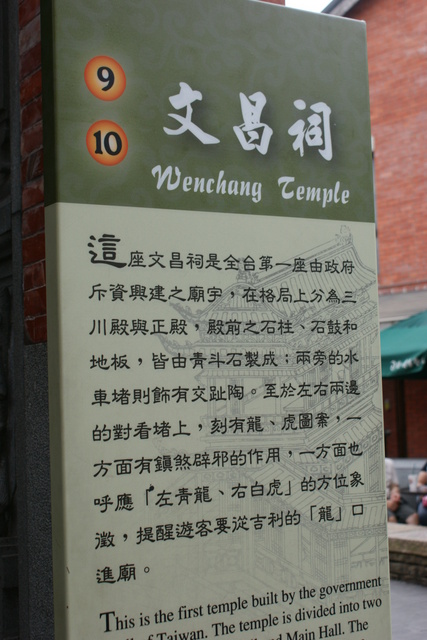 9
10
文昌祠
Wenchang Temple
這座文昌祠是全台第一座由政府
斥資興建之廟宇，在格局上分為三
川殿與正殿，殿前之石柱、石鼓和
地板，皆由青斗石製成；兩旁的水
車堵則飾有交趾陶。至於左右兩邊
的對看堵上，刻有龍、虎圖案，一
方面有鎮煞辟邪的作用，一方面也
呼應「左青龍、右白虎」的方位象
徵，提醒遊客要從吉利的「龍」口
進廟。
This is the first temple built by the government
of Taiwan. The temple is divided into two
Main Hall. The